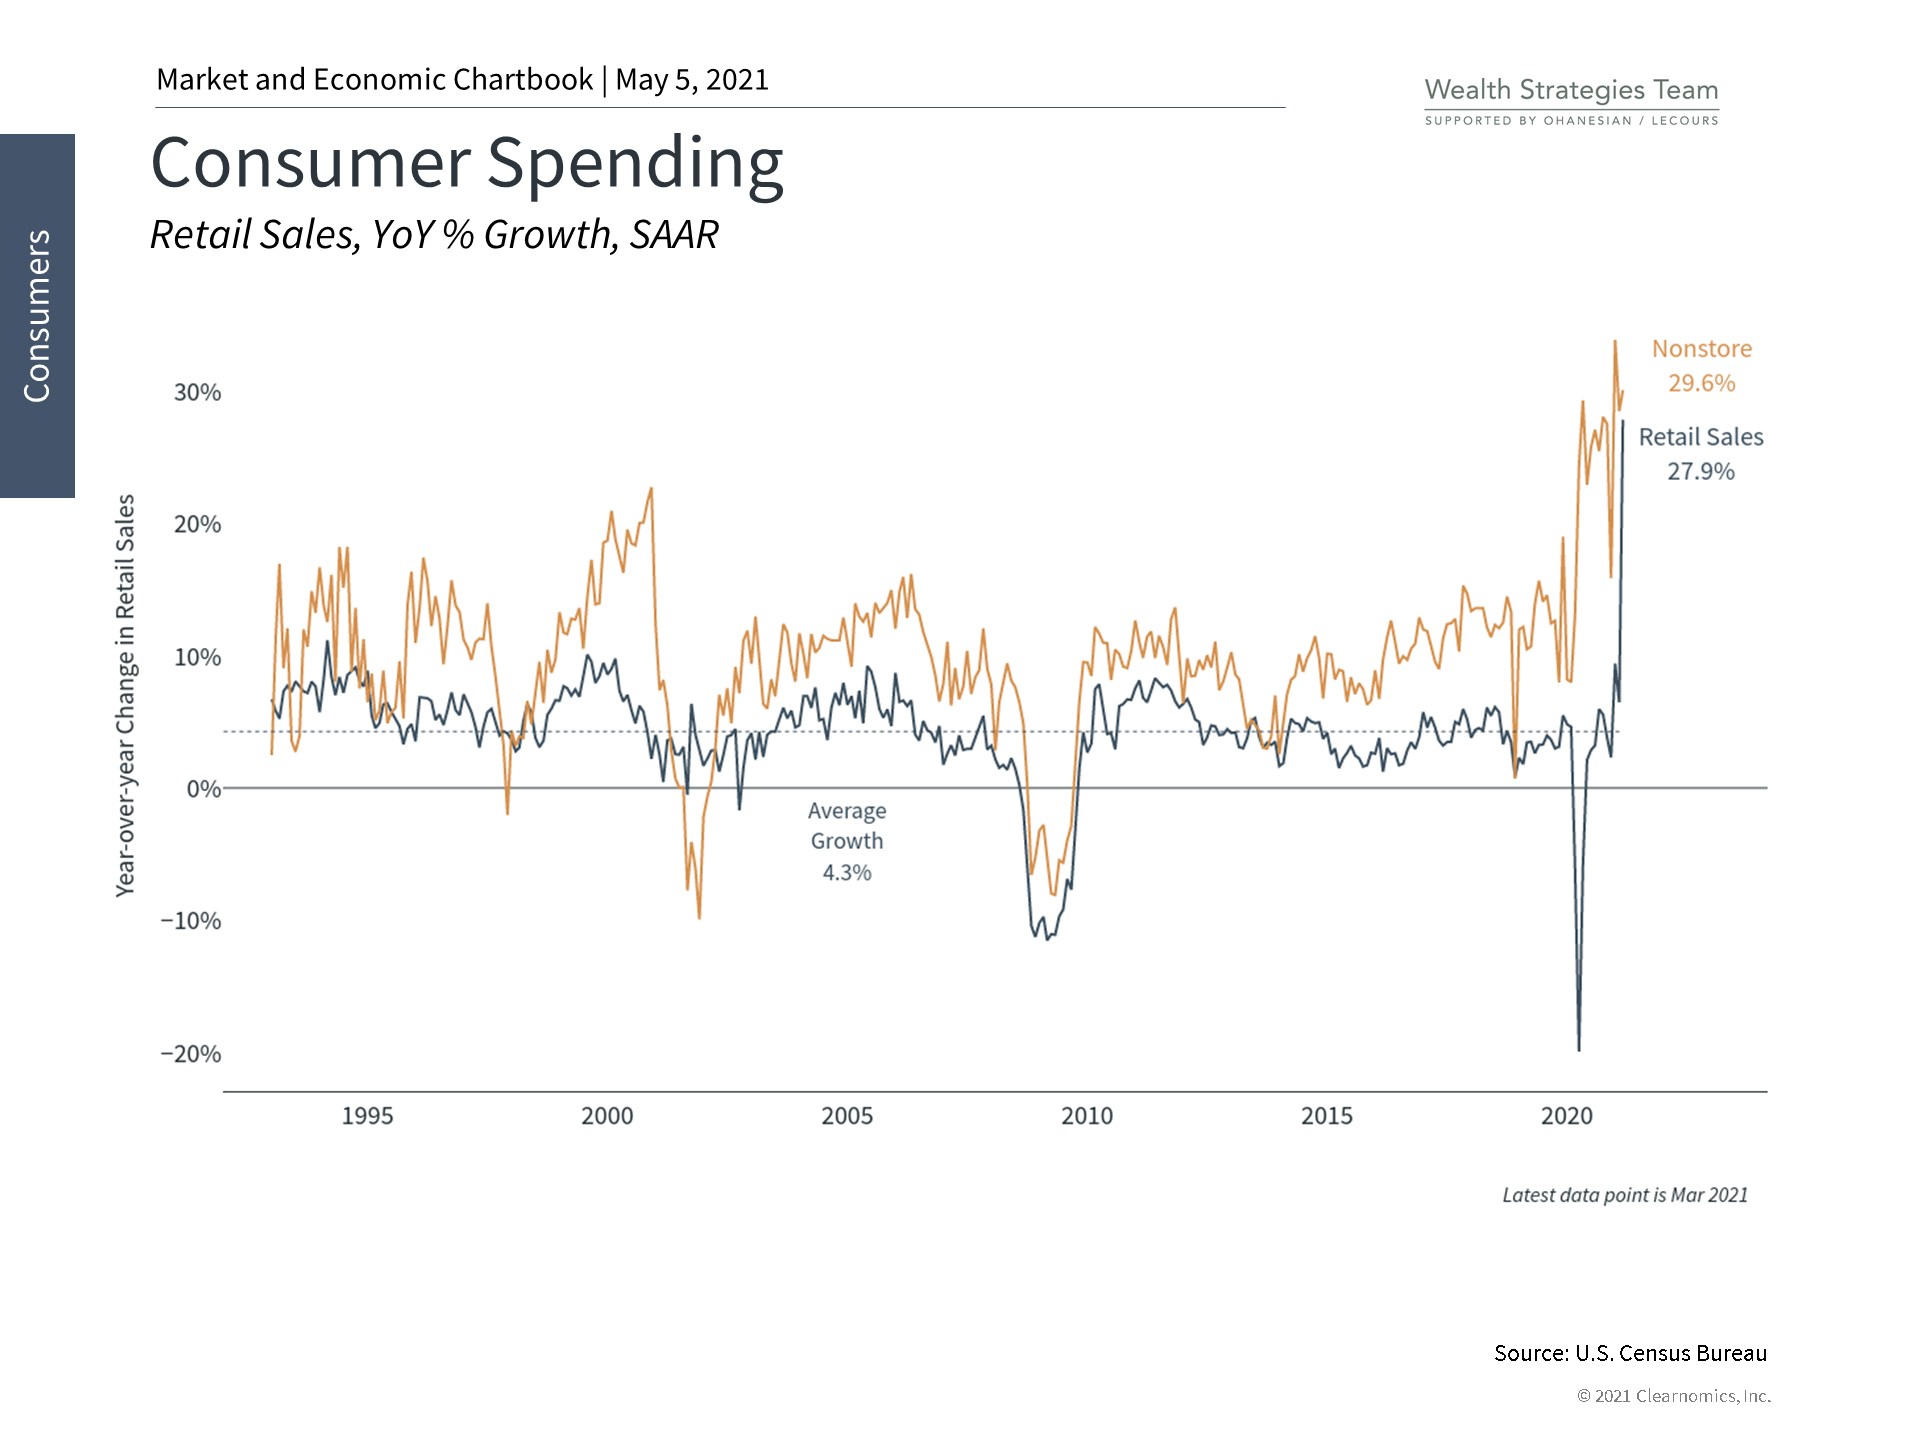 Market and Economic Chartbook | May 5, 2021
Wealth Strategies Team
SUPPORTED BY OHANESIAN / LECOURS
Consumers
Consumer Spending
Retail Sales, YoY % Growth, SAAR
Year-over-year Change in Retail Sales
30%
20%
10%
0%
−10%
−20%
Nonstore
29.6%
Retail Sales
27.9%
Average
Growth
4.3%
1995
2000
2005
2010
2015
2020
Latest data point is Mar 2021
Source: U.S. Census Bureau
© 2021 Clearnomics, Inc.